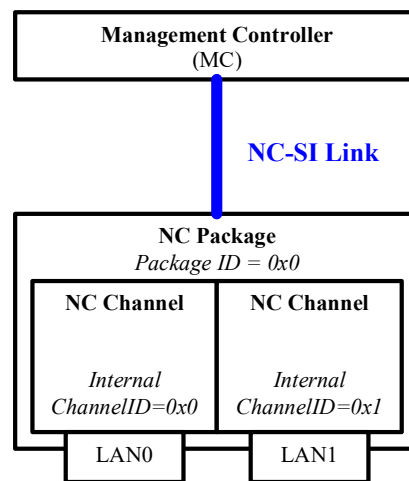 Management Controller
(MC)
NC-SI Link
NC Package
Package ID = 0x0
NC Channel
Internal
ChannelID=0x0
NC Channel
Internal
ChannelID=0x1
LAN0
LAN1